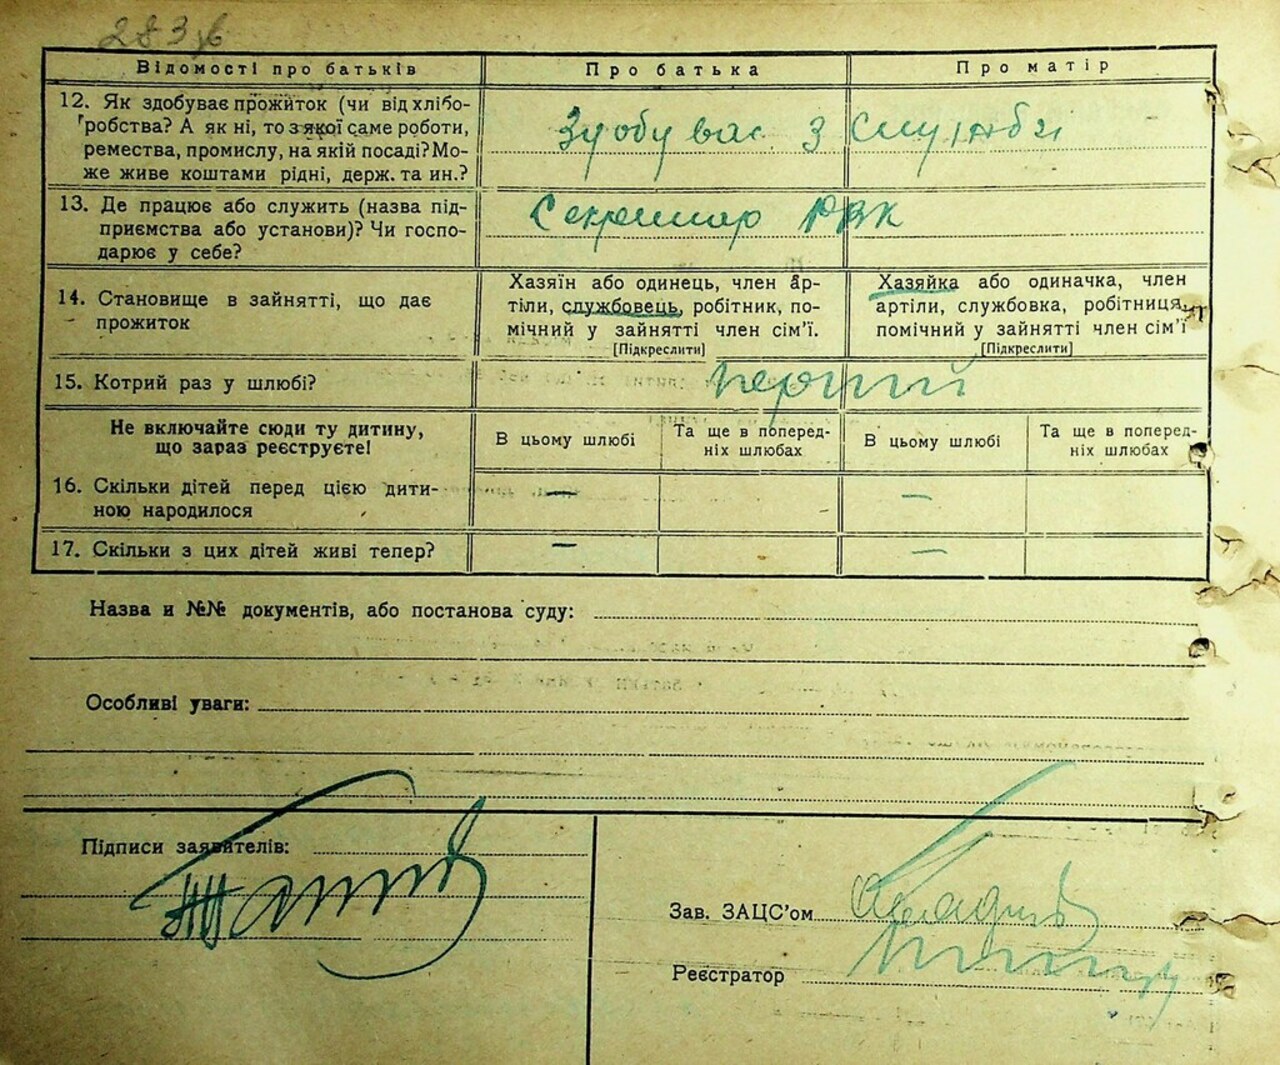 283
Відомості про батьків
Про батька
Про матір
12. Як здобуває прожиток (чи від хлібо-
робства? А як ні, то з якої саме роботи,
ремества, промислу, на якій посаді? Мо-
же живе коштами рідні, держ. та ин.?
Здобуває з служби
13. Де працює або служить (назва під-
приємства або установи)? Чи госпо-
дарює у себе?
Секретар РВК
14. Становище в зайнятті, що дає
прожиток
Хазяїн або одинець, член ар-
тіли, службовець, робітник, по-
мічний у зайнятті член сім'ї.
[Підкреслити]
Хазяйка або одиначка, член
артіли, службовка, робітниця,
помічний у зайнятті член сім'ї
[Підкреслити]
15. Котрий раз у шлюбі?
Перший
Не включайте сюди ту дитину,
що зараз реєструєте!
В цьому шлюбі
Та ще в поперед-
ніх шлюбах
В цьому шлюбі
Та ще в поперед-
ніх шлюбах
16. Скільки дітей перед цією дити-
ною народилося
— —
17. Скільки з цих дітей живі тепер?
— —
Назва и №№ документів, або постанова суду:
Особливі уваги:
Підписи заявителів:
Зав. ЗАЦС'ом
Реєстратор